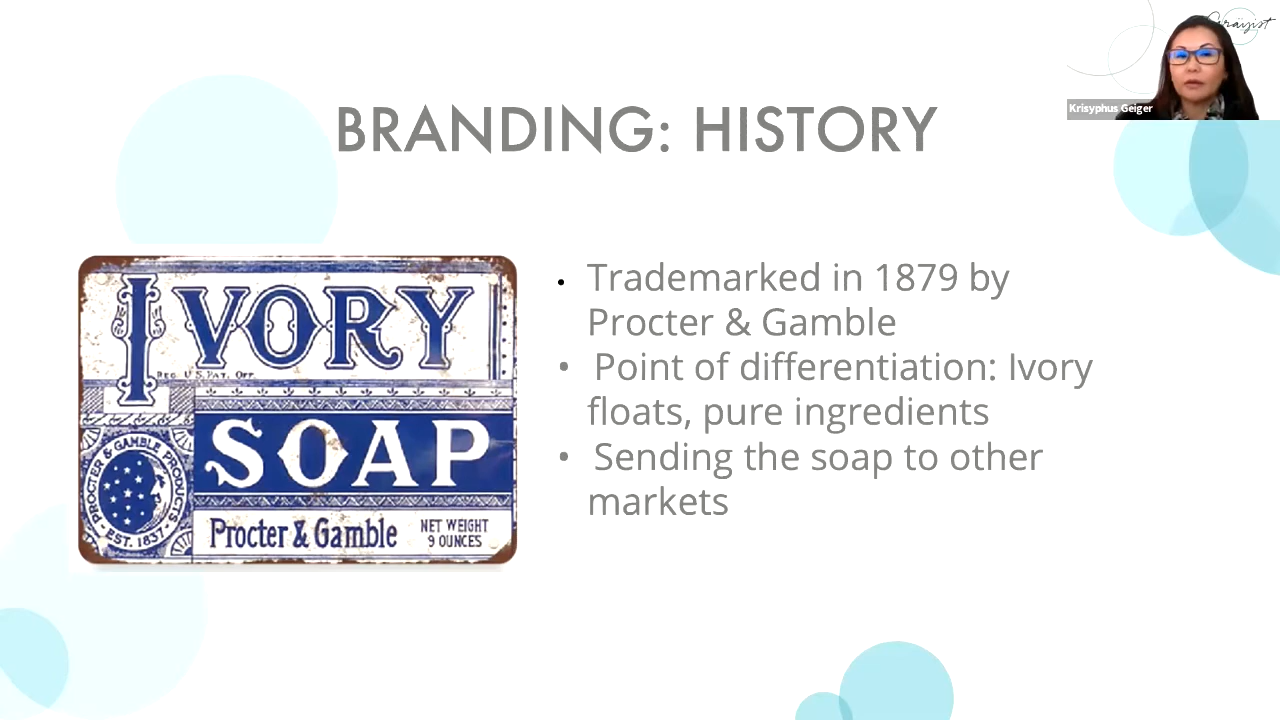 Grayist
Krisyphus Geiger
BRANDING: HISTORY
IVORY
REG. U.S. PAT. OFF.
SOAP
PROCTER & GAMBLE PRODUCTS
EST. 1837
Procter & Gamble
NET WEIGHT
9 OUNCES
• Trademarked in 1879 by
Procter & Gamble
• Point of differentiation: Ivory
floats, pure ingredients
• Sending the soap to other
markets